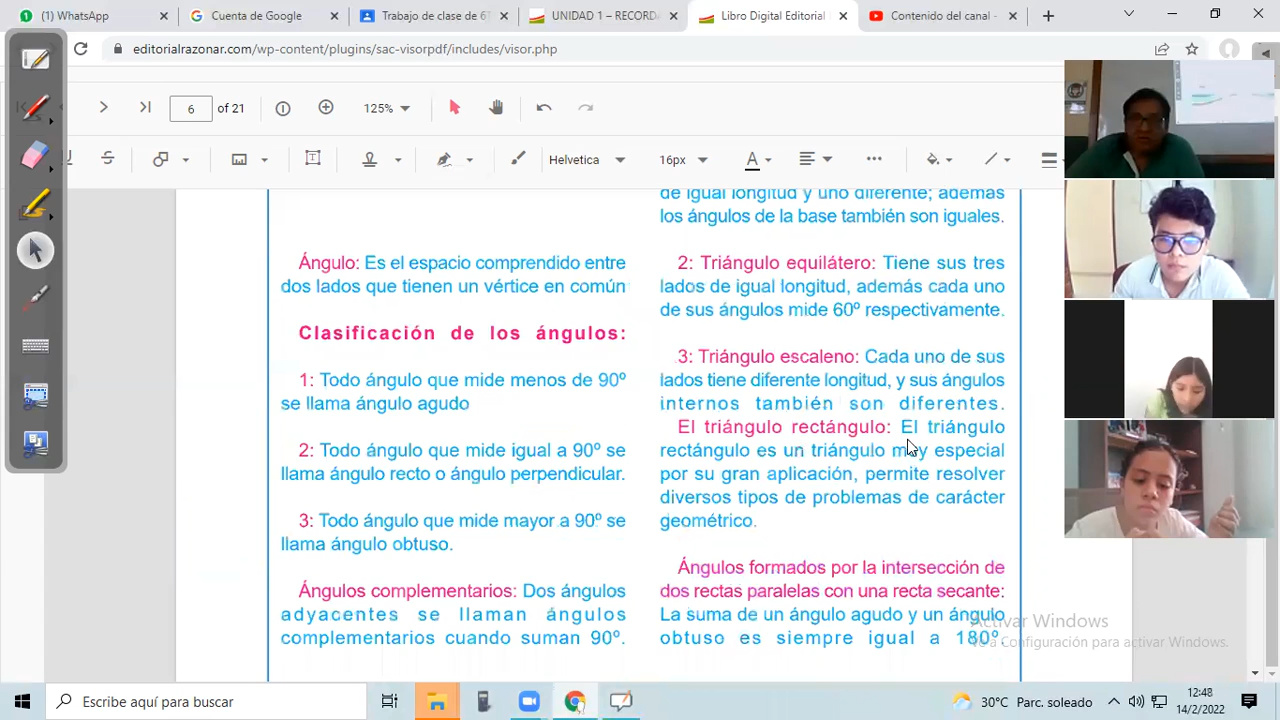 (1) WhatsApp
Cuenta de Google
Trabajo de clase de 6T
UNIDAD 1 – RECORD
Libro Digital Editorial
Contenido del canal -
editorialrazonar.com/wp-content/plugins/sac-visorpdf/includes/visor.php
6 of 21
125%
Helvetica
16px
Ángulo: Es el espacio comprendido entre
dos lados que tienen un vértice en común
Clasificación de los ángulos:
1: Todo ángulo que mide menos de 90º
se llama ángulo agudo
2: Todo ángulo que mide igual a 90º se
llama ángulo recto o ángulo perpendicular.
3: Todo ángulo que mide mayor a 90º se
llama ángulo obtuso.
Ángulos complementarios: Dos ángulos
adyacentes se llaman ángulos
complementarios cuando suman 90º.
de igual longitud y uno diferente; además
los ángulos de la base también son iguales.
2: Triángulo equilátero: Tiene sus tres
lados de igual longitud, además cada uno
de sus ángulos mide 60º respectivamente.
3: Triángulo escaleno: Cada uno de sus
lados tiene diferente longitud, y sus ángulos
internos también son diferentes.
El triángulo rectángulo: El triángulo
rectángulo es un triángulo muy especial
por su gran aplicación, permite resolver
diversos tipos de problemas de carácter
geométrico.
Ángulos formados por la intersección de
dos rectas paralelas con una recta secante:
La suma de un ángulo agudo y un ángulo
obtuso es siempre igual a 180º
Activar Windows
a Configuración para activar Windows.
Escribe aquí para buscar
30ºC Parc. soleado
12:48
14/2/2022